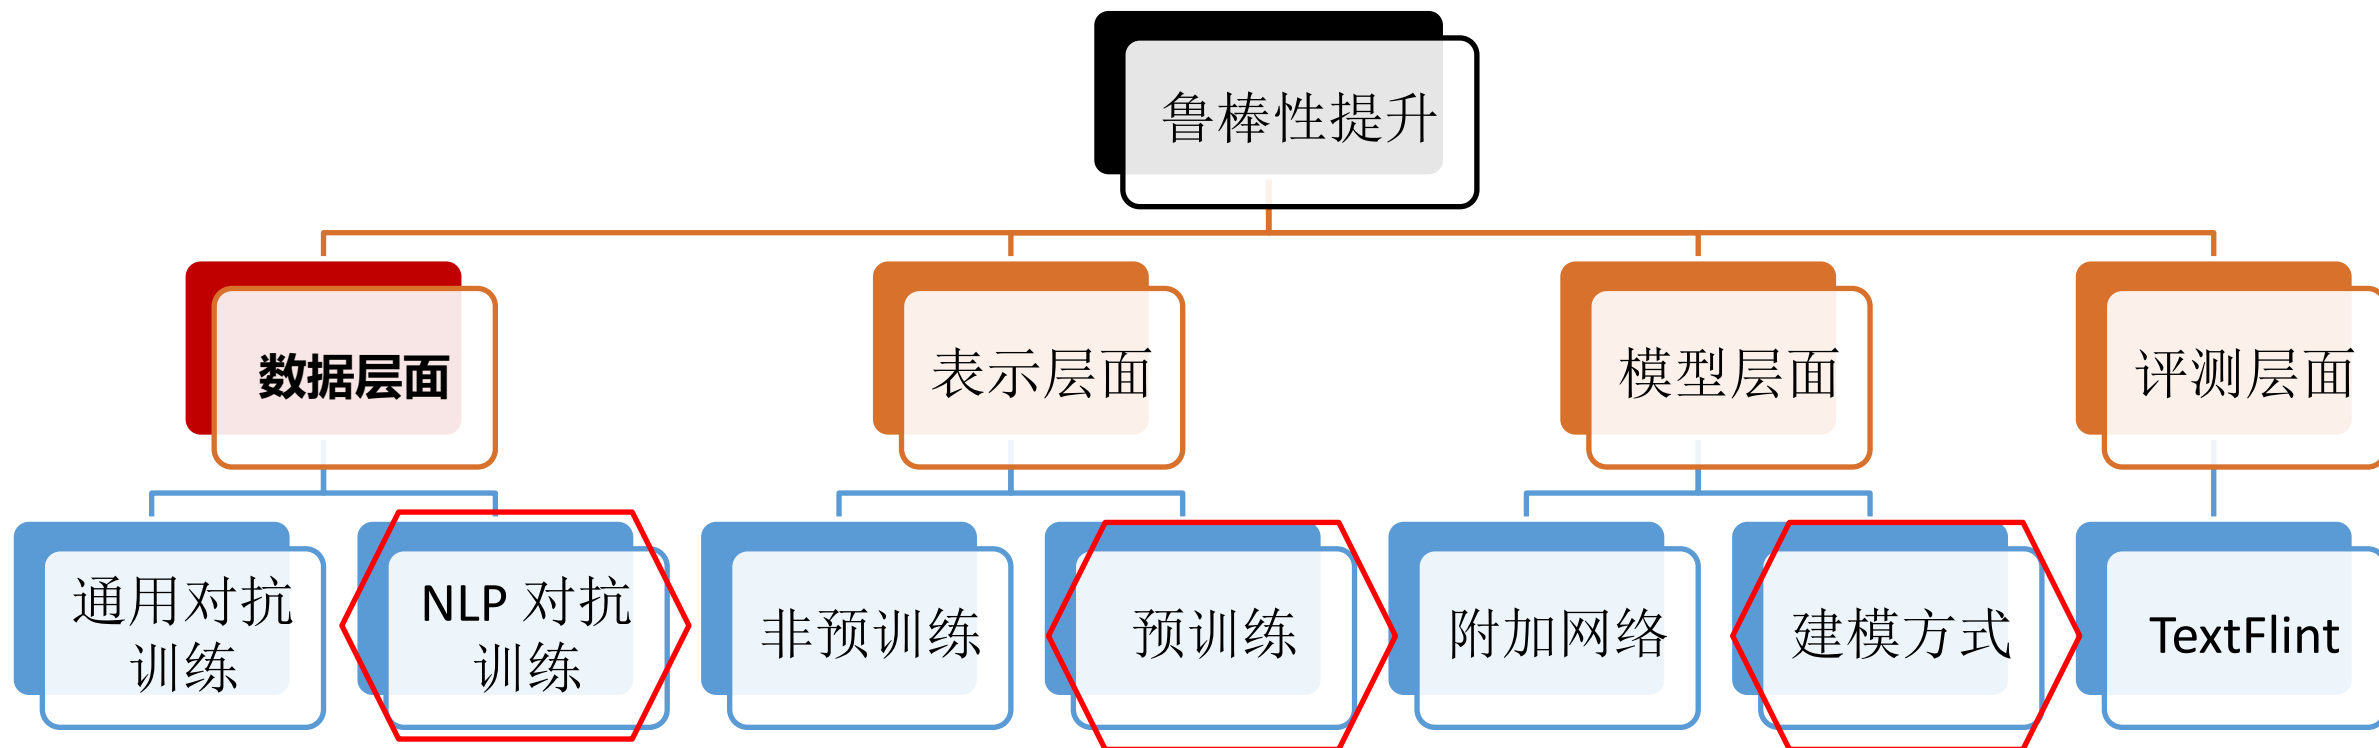 鲁棒性提升
数据层面
表示层面
模型层面
评测层面
通用对抗
训练
NLP 对抗
训练
非预训练
预训练
附加网络
建模方式
TextFlint